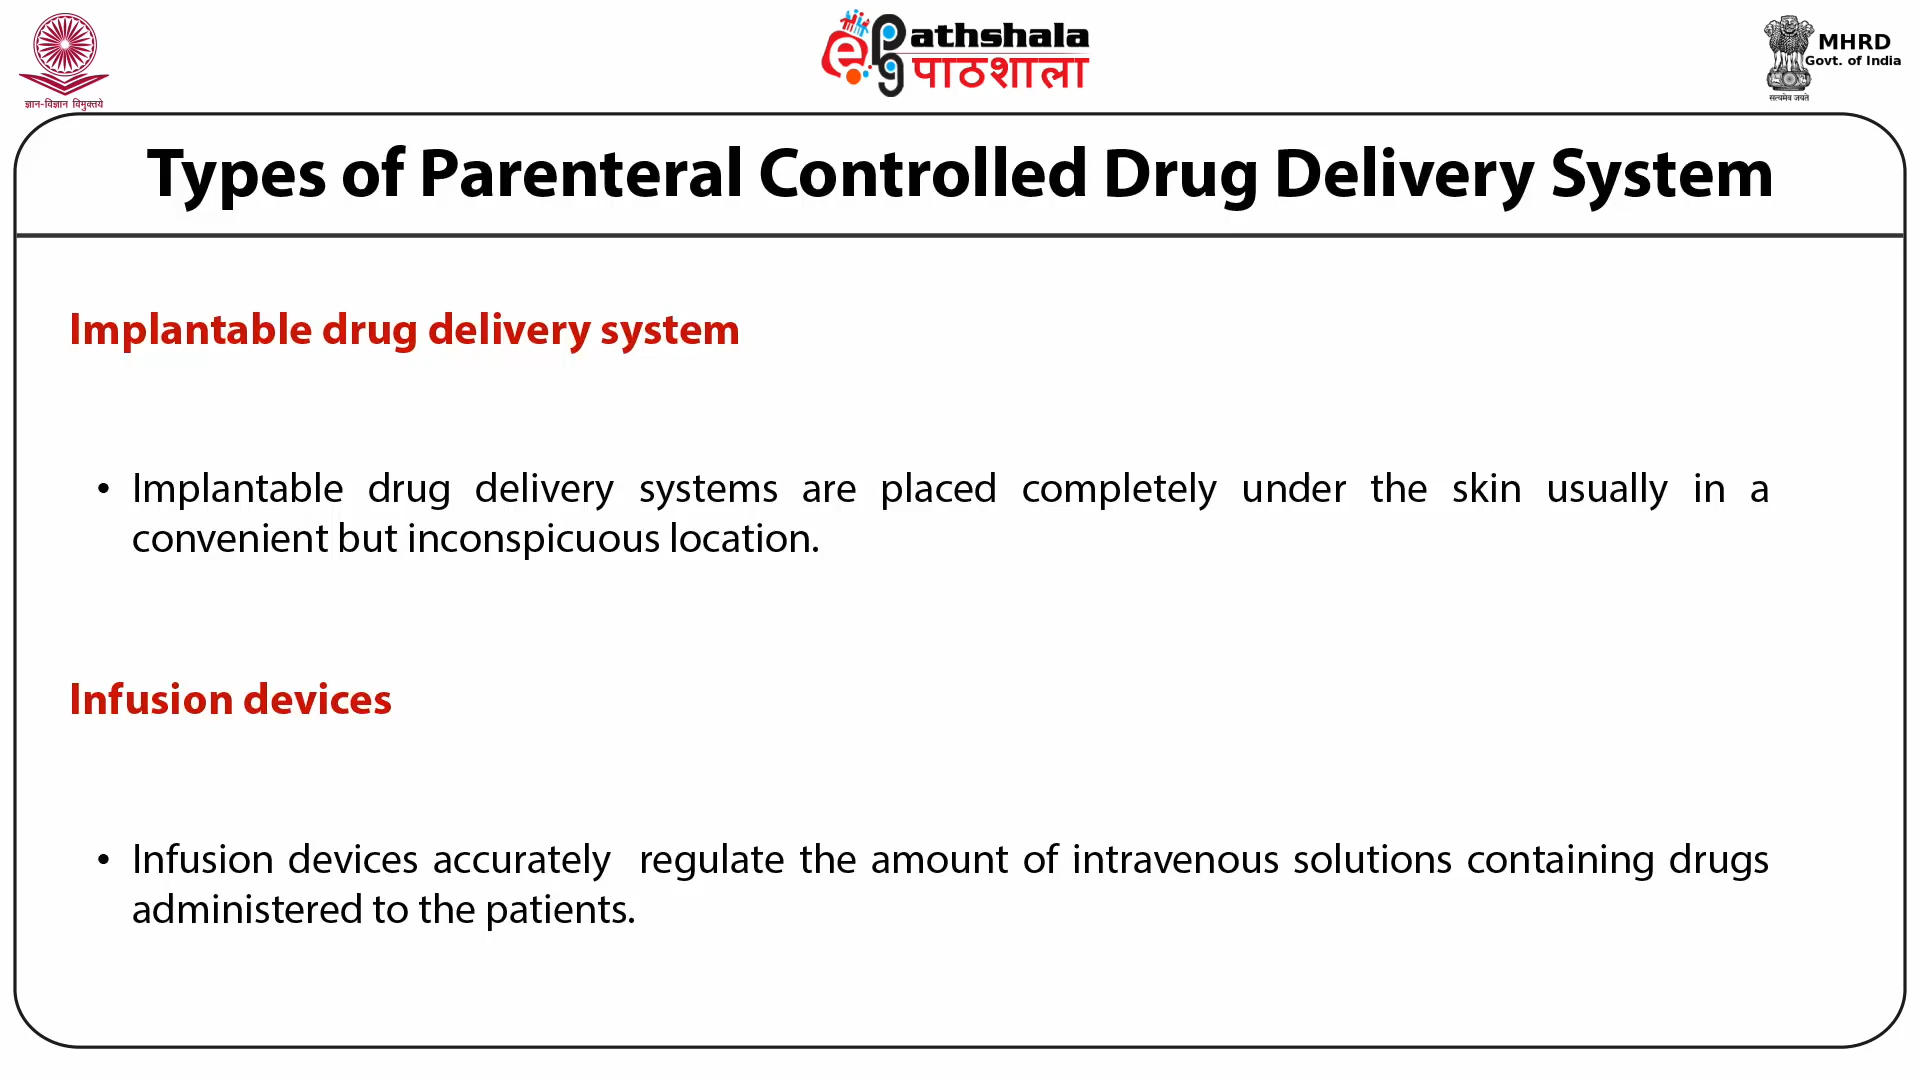 ज्ञान-विज्ञान विमुक्तये
ePG Pathshala
पाठशाला
MHRD
Govt. of India
सत्यमेव जयते
Types of Parenteral Controlled Drug Delivery System
Implantable drug delivery system
• Implantable drug delivery systems are placed completely under the skin usually in a
convenient but inconspicuous location.
Infusion devices
• Infusion devices accurately  regulate the amount of intravenous solutions containing drugs
administered to the patients.